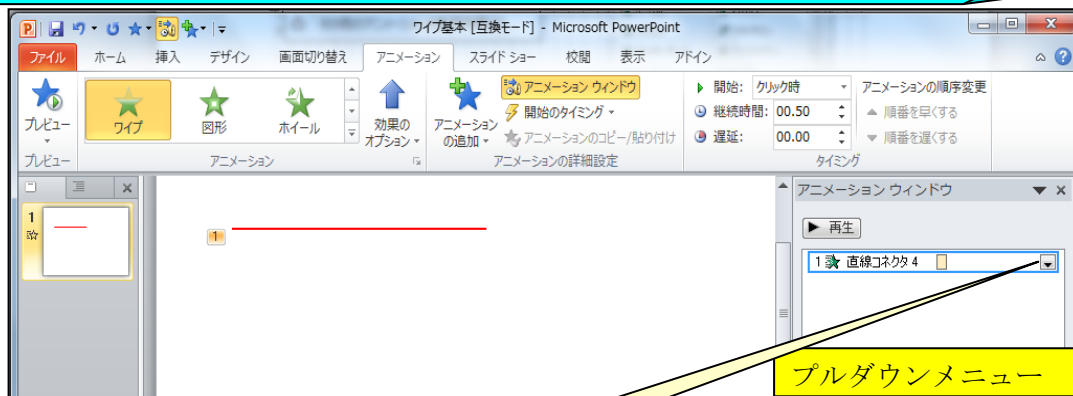 ワイプ基本 [互換モード] - Microsoft PowerPoint
ファイル ホーム 挿入 デザイン 画面切り替え アニメーション スライド ショー 校閲 表示 アドイン
プレビュー
ワイプ 図形 ホイール
効果の
オプション
アニメーション
の追加
アニメーション ウィンドウ
開始のタイミング
アニメーションのコピー/貼り付け
開始: クリック時
継続時間: 00.50
遅延: 00.00
アニメーションの順序変更
順番を早くする
順番を遅くする
プレビュー アニメーション アニメーションの詳細設定 タイミング
1
1
アニメーション ウィンドウ
再生
1 直線コネクタ 4
プルダウンメニュー